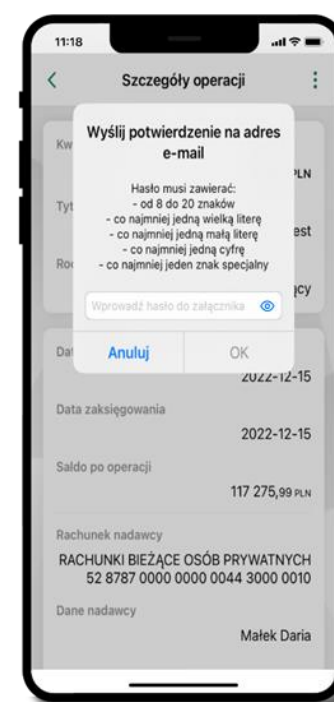 11:18
Szczegóły operacji
Wyślij potwierdzenie na adres
e-mail
Hasło musi zawierać:
- od 8 do 20 znaków
- co najmniej jedną wielką literę
- co najmniej jedną małą literę
- co najmniej jedną cyfrę
- co najmniej jeden znak specjalny
Wprowadź hasło do załącznika
Anuluj OK
2022-12-15
Data zaksięgowania
2022-12-15
Saldo po operacji
117 275,99 PLN
Rachunek nadawcy
RACHUNKI BIEŻĄCE OSÓB PRYWATNYCH
52 8787 0000 0000 0044 3000 0010
Dane nadawcy
Małek Daria